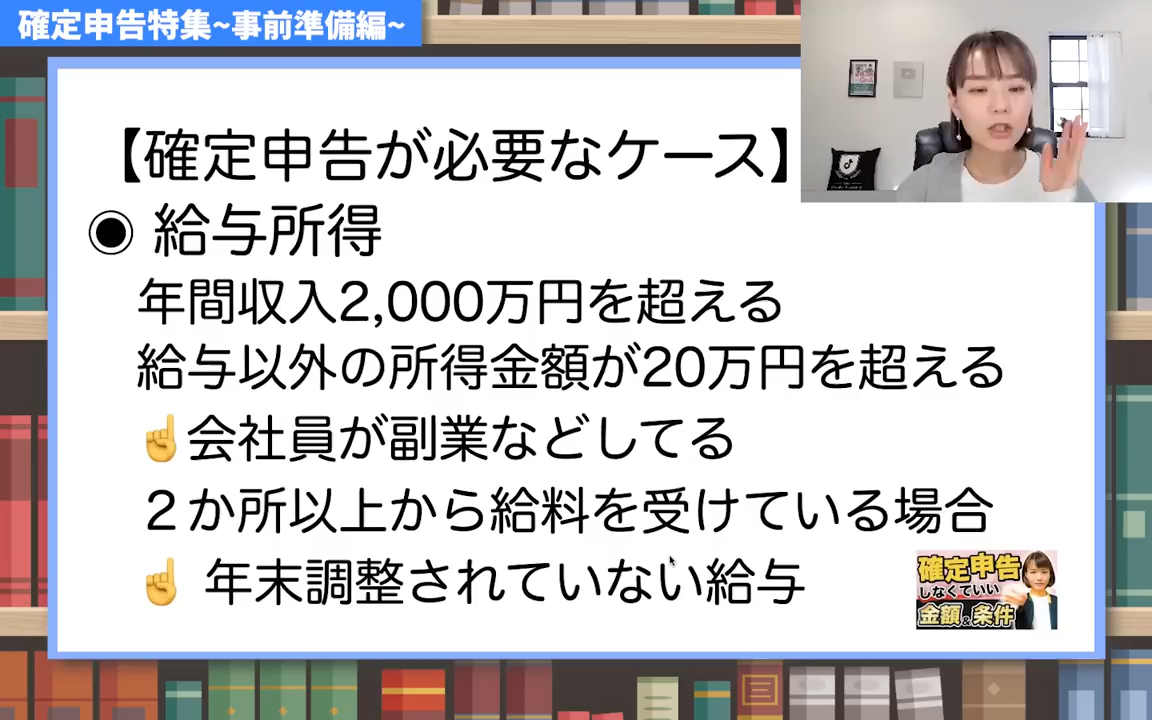 確定申告特集~事前準備編~
【確定申告が必要なケース】
◉ 給与所得
年間収入2,000万円を超える
給与以外の所得金額が20万円を超える
☝会社員が副業などしてる
２か所以上から給料を受けている場合
☝ 年末調整されていない給与
確定申告
しなくていい
金額&条件